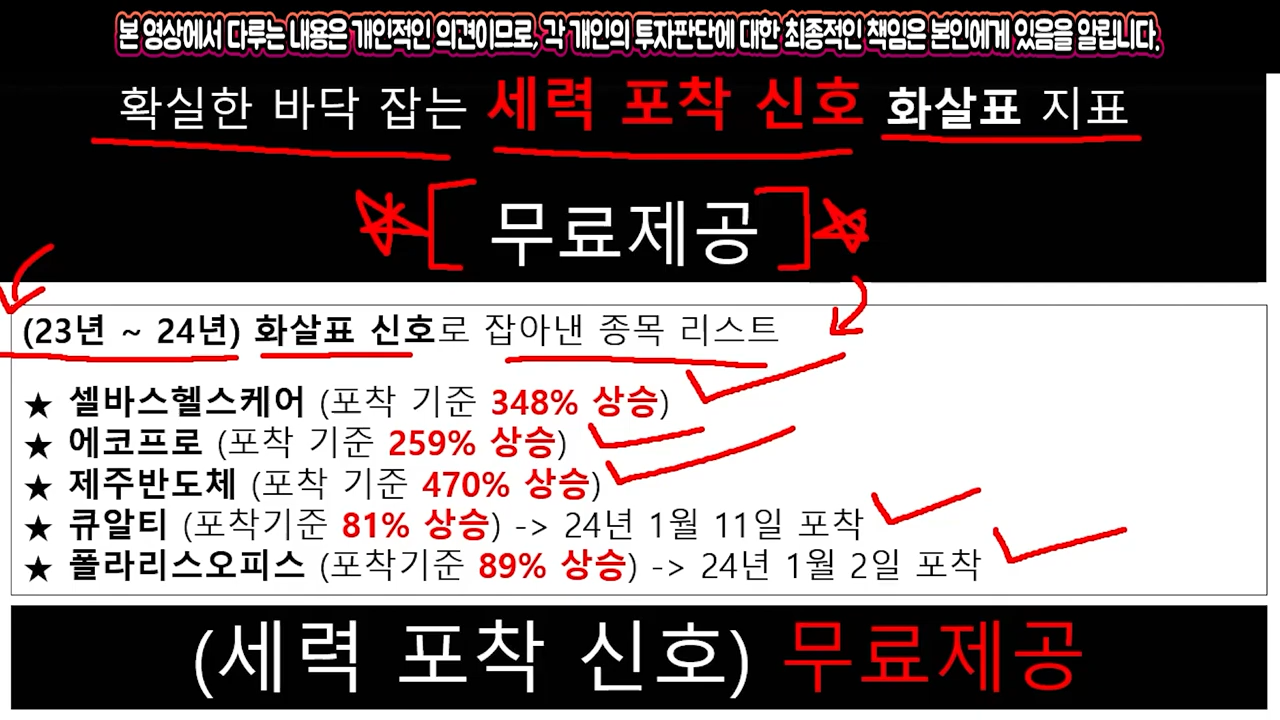 본 영상에서 다루는 내용은 개인적인 의견이므로, 각 개인의 투자판단에 대한 최종적인 책임은 본인에게 있음을 알립니다.
확실한 바닥 잡는 세력 포착 신호 화살표 지표
무료제공
(23년 ~ 24년) 화살표 신호로 잡아낸 종목 리스트
★ 셀바스헬스케어 (포착 기준 348% 상승)
★ 에코프로 (포착 기준 259% 상승)
★ 제주반도체 (포착 기준 470% 상승)
★ 큐알티 (포착기준 81% 상승) -> 24년 1월 11일 포착
★ 폴라리스오피스 (포착기준 89% 상승) -> 24년 1월 2일 포착
(세력 포착 신호) 무료제공